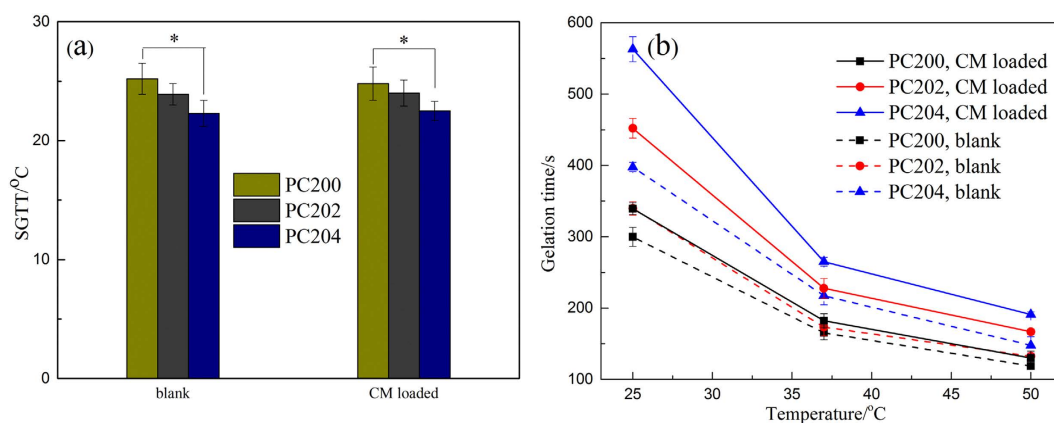 (a)
30
20
10
0
SGTT/°C
*
*
PC200
PC202
PC204
blank
CM loaded
(b)
600
500
400
300
200
100
Gelation time/s
PC200, CM loaded
PC202, CM loaded
PC204, CM loaded
PC200, blank
PC202, blank
PC204, blank
25 30 35 40 45 50
Temperature/°C